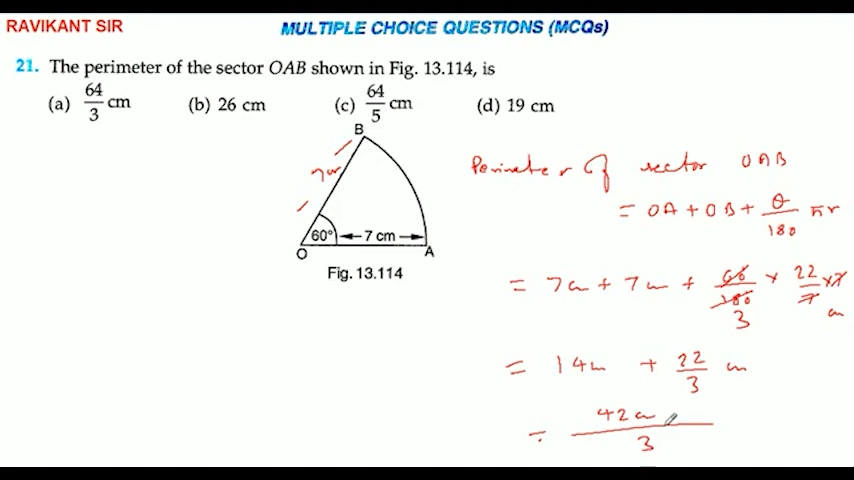 RAVIKANT SIR
MULTIPLE CHOICE QUESTIONS (MCQs)
21. The perimeter of the sector OAB shown in Fig. 13.114, is
(a) 64/3 cm (b) 26 cm (c) 64/5 cm (d) 19 cm
B
7cm
60° 7 cm
O A
Fig. 13.114
Perimeter of sector OAB
= OA + OB + θ/180 πr
= 7cm + 7cm + 60/180 × 22/7 × 7 cm
3
= 14cm + 22/3 cm
= 42cm/3